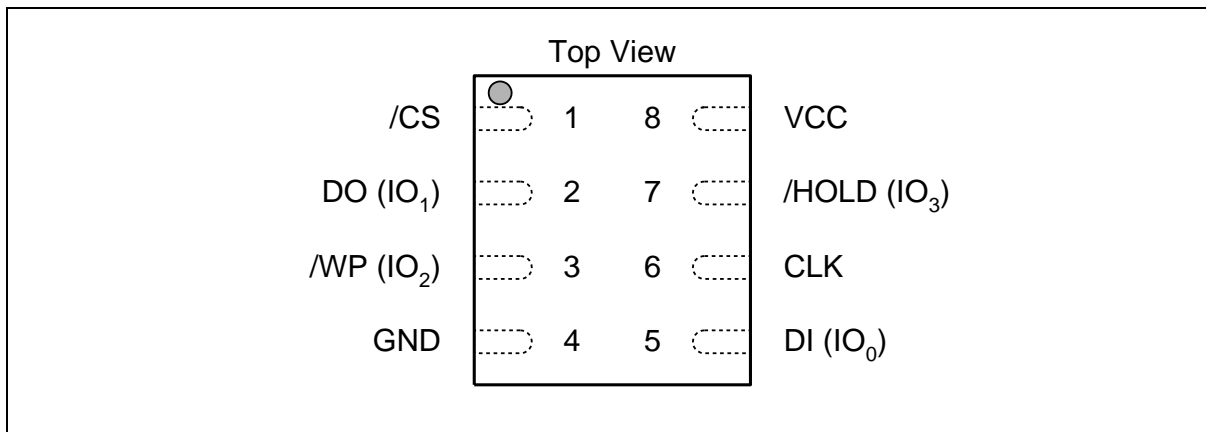 Top View
/CS 1 8 VCC
DO (IO₁) 2 7 /HOLD (IO₃)
/WP (IO₂) 3 6 CLK
GND 4 5 DI (IO₀)